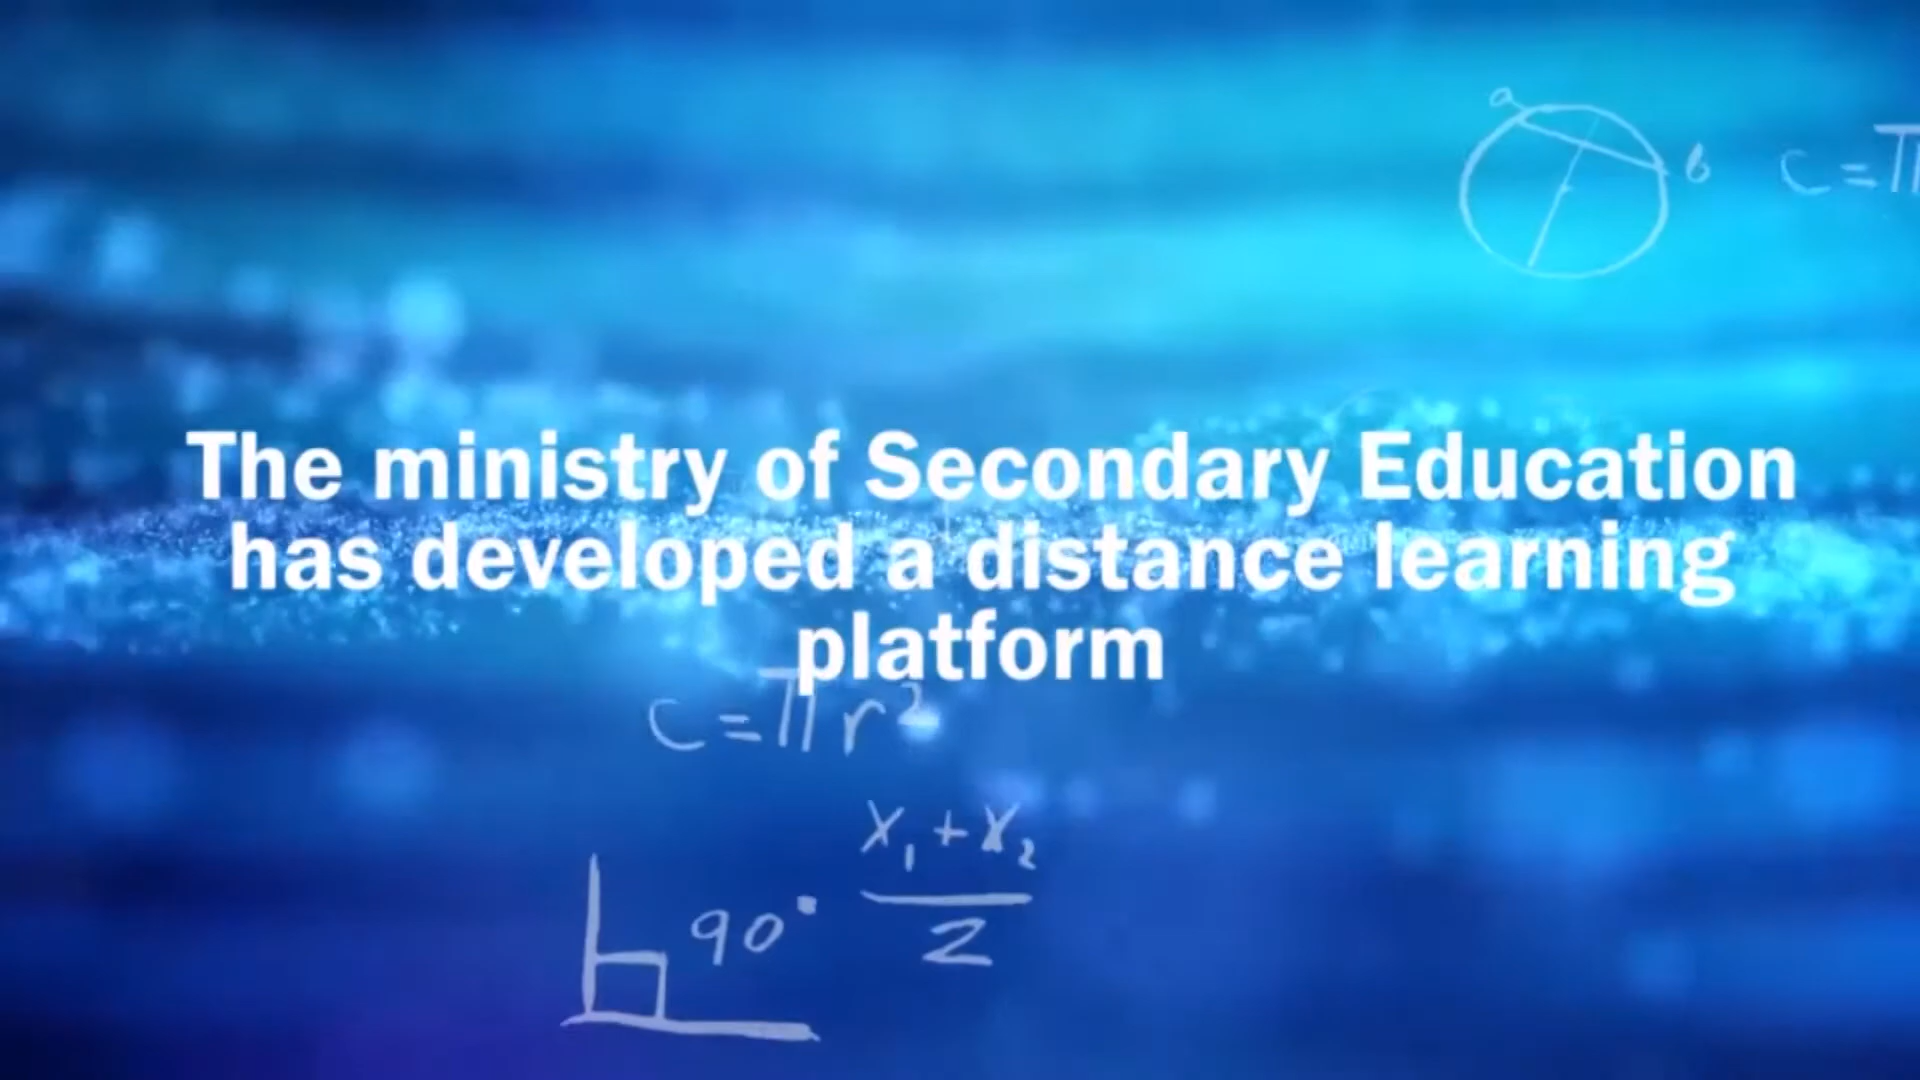 a
b
C = π
The ministry of Secondary Education
has developed a distance learning
platform
C = πr²
x₁ + x₂
90°
2